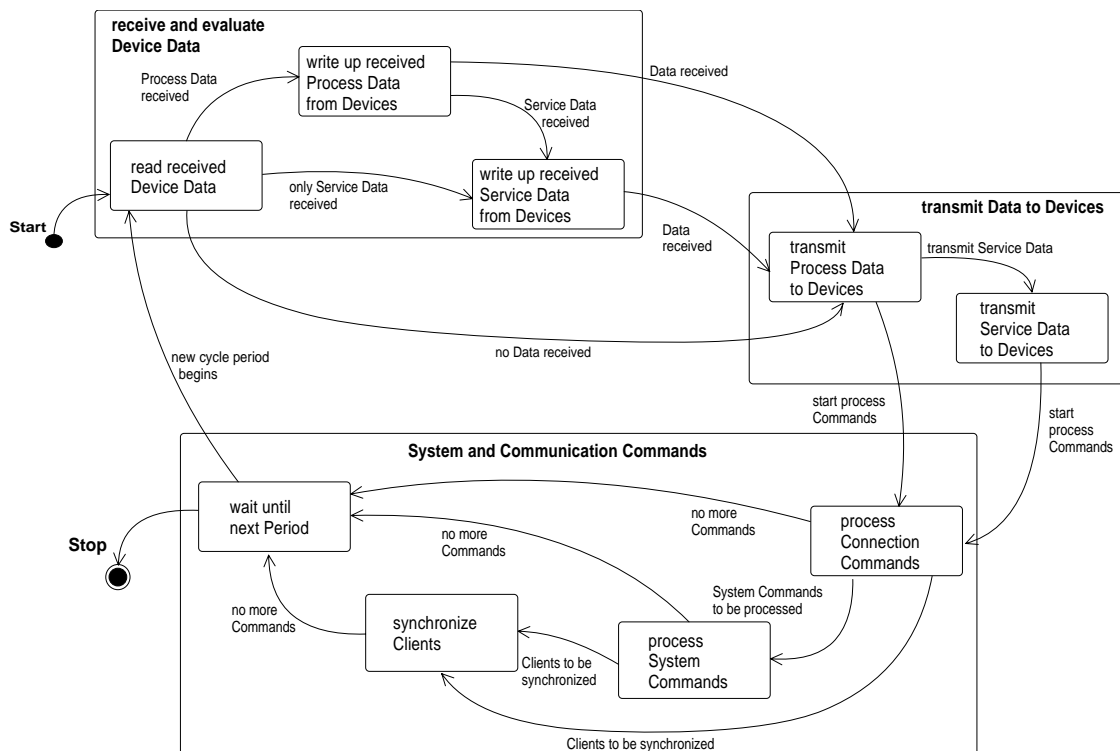 receive and evaluate
Device Data
write up received
Process Data
from Devices
Process Data
received
Data received
Service Data
received
read received
Device Data
only Service Data
received
write up received
Service Data
from Devices
Start
Data
received
transmit Data to Devices
transmit
Process Data
to Devices
transmit Service Data
transmit
Service Data
to Devices
no Data received
new cycle period
begins
start process
Commands
start
process
Commands
System and Communication Commands
wait until
next Period
no more
Commands
process
Connection
Commands
no more
Commands
Stop
System Commands
to be processed
no more
Commands
synchronize
Clients
process
System
Commands
Clients to be
synchronized
Clients to be synchronized